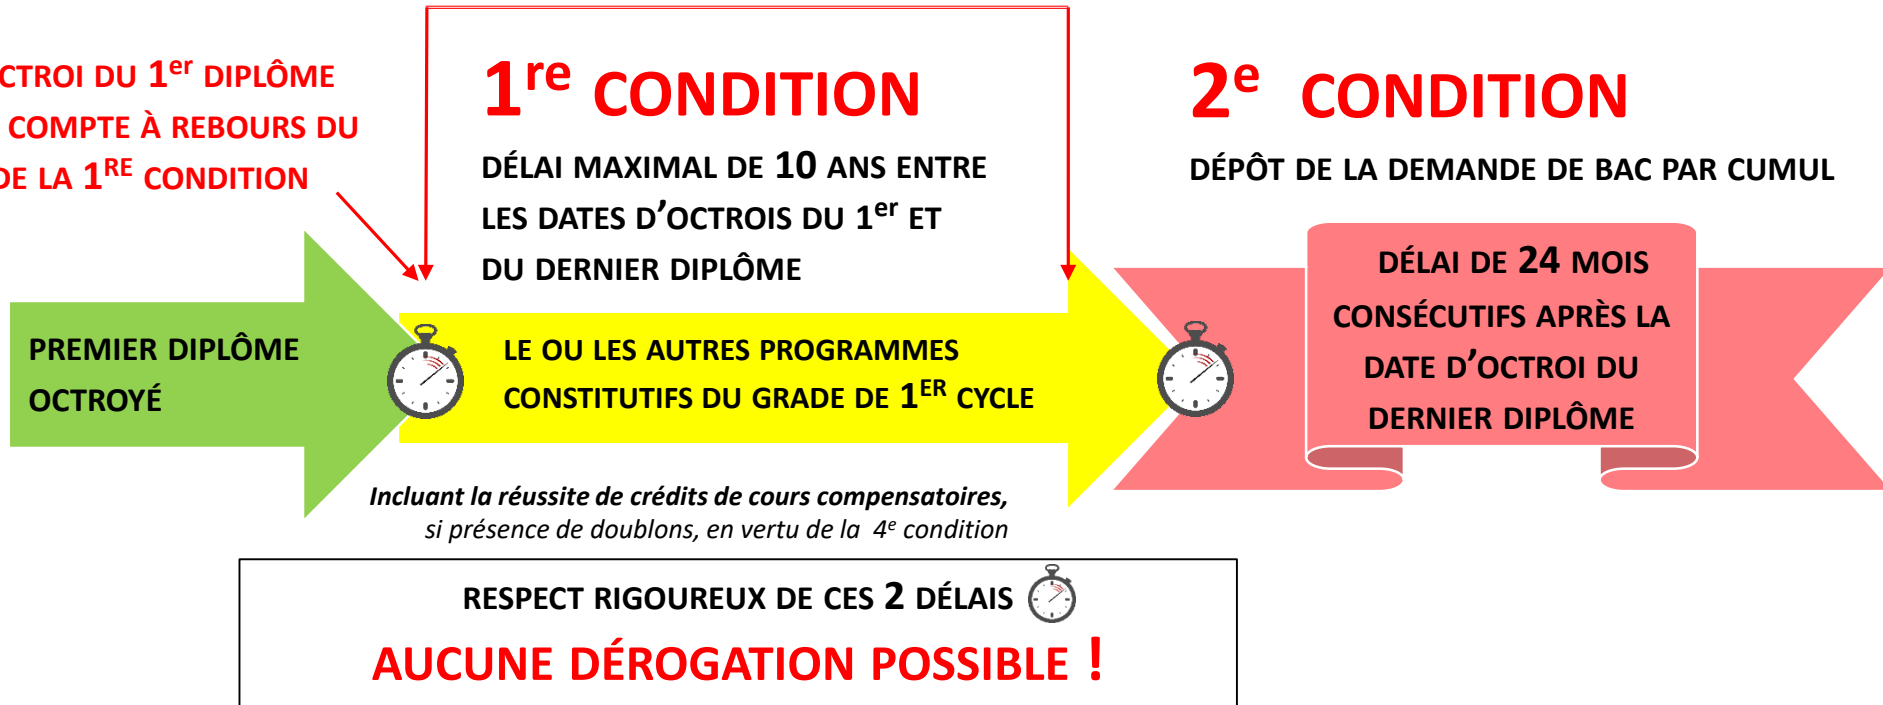 CTROI DU 1er DIPLÔME
COMPTE À REBOURS DU
DE LA 1RE CONDITION
1re CONDITION
DÉLAI MAXIMAL DE 10 ANS ENTRE
LES DATES D'OCTROIS DU 1er ET
DU DERNIER DIPLÔME
2e CONDITION
DÉPÔT DE LA DEMANDE DE BAC PAR CUMUL
PREMIER DIPLÔME
OCTROYÉ
LE OU LES AUTRES PROGRAMMES
CONSTITUTIFS DU GRADE DE 1ER CYCLE
DÉLAI DE 24 MOIS
CONSÉCUTIFS APRÈS LA
DATE D'OCTROI DU
DERNIER DIPLÔME
Incluant la réussite de crédits de cours compensatoires,
si présence de doublons, en vertu de la 4e condition
RESPECT RIGOUREUX DE CES 2 DÉLAIS
AUCUNE DÉROGATION POSSIBLE !